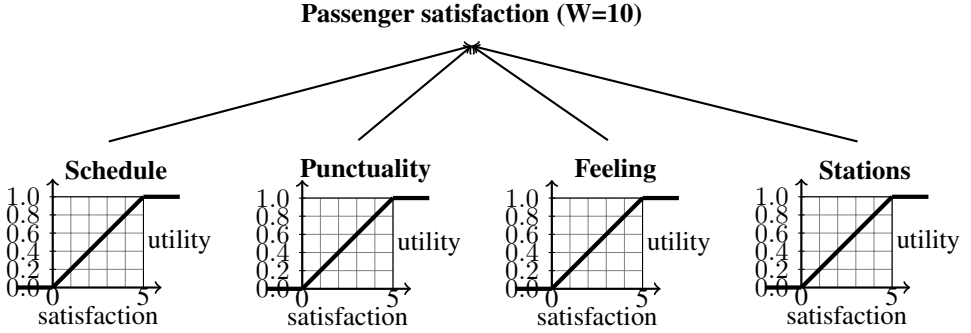 Passenger satisfaction (W=10)
Schedule
1.0
0.8
0.6
0.4
0.2
0.0
0
5
utility
satisfaction
Punctuality
1.0
0.8
0.6
0.4
0.2
0.0
0
5
utility
satisfaction
Feeling
1.0
0.8
0.6
0.4
0.2
0.0
0
5
utility
satisfaction
Stations
1.0
0.8
0.6
0.4
0.2
0.0
0
5
utility
satisfaction